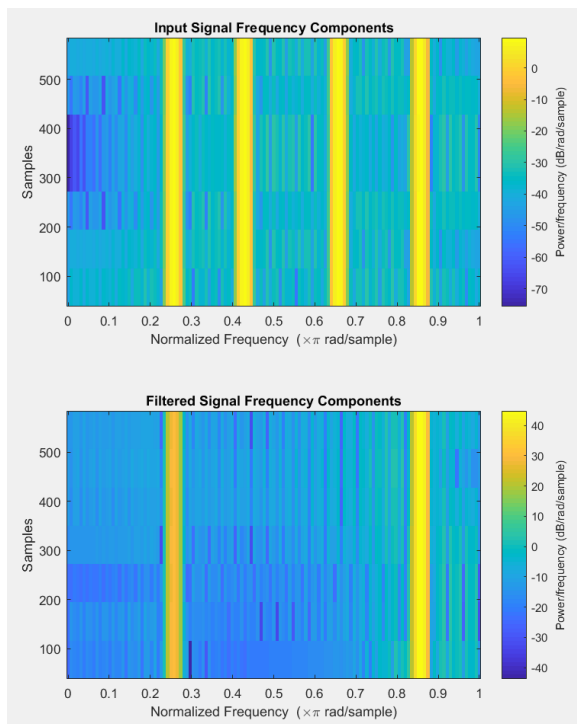 Input Signal Frequency Components
500
400
300
200
100
Samples
0 0.1 0.2 0.3 0.4 0.5 0.6 0.7 0.8 0.9 1
Normalized Frequency (×π rad/sample)
0
-10
-20
-30
-40
-50
-60
-70
Power/frequency (dB/rad/sample)
Filtered Signal Frequency Components
500
400
300
200
100
Samples
0 0.1 0.2 0.3 0.4 0.5 0.6 0.7 0.8 0.9 1
Normalized Frequency (×π rad/sample)
40
30
20
10
0
-10
-20
-30
-40
Power/frequency (dB/rad/sample)